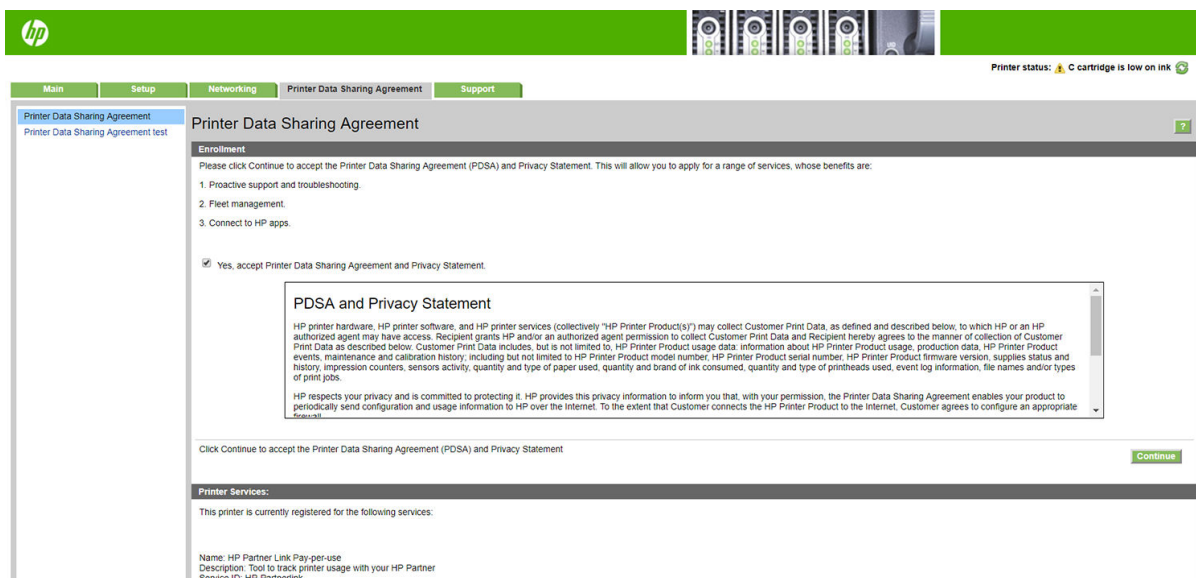 hp
Printer status: C cartridge is low on ink
Main Setup Networking Printer Data Sharing Agreement Support
Printer Data Sharing Agreement
Printer Data Sharing Agreement test
Printer Data Sharing Agreement
?
Enrollment
Please click Continue to accept the Printer Data Sharing Agreement (PDSA) and Privacy Statement. This will allow you to apply for a range of services, whose benefits are:
1. Proactive support and troubleshooting.
2. Fleet management.
3. Connect to HP apps.
Yes, accept Printer Data Sharing Agreement and Privacy Statement.
PDSA and Privacy Statement
HP printer hardware, HP printer software, and HP printer services (collectively "HP Printer Product(s)") may collect Customer Print Data, as defined and described below, to which HP or an HP
authorized agent may have access. Recipient grants HP and/or an authorized agent permission to collect Customer Print Data and Recipient hereby agrees to the manner of collection of Customer
Print Data as described below. Customer Print Data includes, but is not limited to, HP Printer Product usage data: information about HP Printer Product usage, production data, HP Printer Product
events, maintenance and calibration history; including but not limited to HP Printer Product model number, HP Printer Product serial number, HP Printer Product firmware version, supplies status and
history, impression counters, sensors activity, quantity and type of paper used, quantity and brand of ink consumed, quantity and type of printheads used, event log information, file names and/or types
of print jobs.
HP respects your privacy and is committed to protecting it. HP provides this privacy information to inform you that, with your permission, the Printer Data Sharing Agreement enables your product to
periodically send configuration and usage information to HP over the Internet. To the extent that Customer connects the HP Printer Product to the Internet, Customer agrees to configure an appropriate
firewall
Click Continue to accept the Printer Data Sharing Agreement (PDSA) and Privacy Statement
Continue
Printer Services:
This printer is currently registered for the following services:
Name: HP Partner Link Pay-per-use
Description: Tool to track printer usage with your HP Partner
Service ID: HP Partnerlink